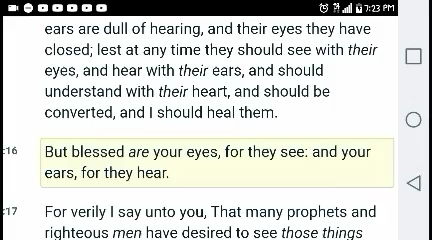 7:23 PM
ears are dull of hearing, and their eyes they have
closed; lest at any time they should see with their
eyes, and hear with their ears, and should
understand with their heart, and should be
converted, and I should heal them.
:16 But blessed are your eyes, for they see: and your
ears, for they hear.
:17 For verily I say unto you, That many prophets and
righteous men have desired to see those things